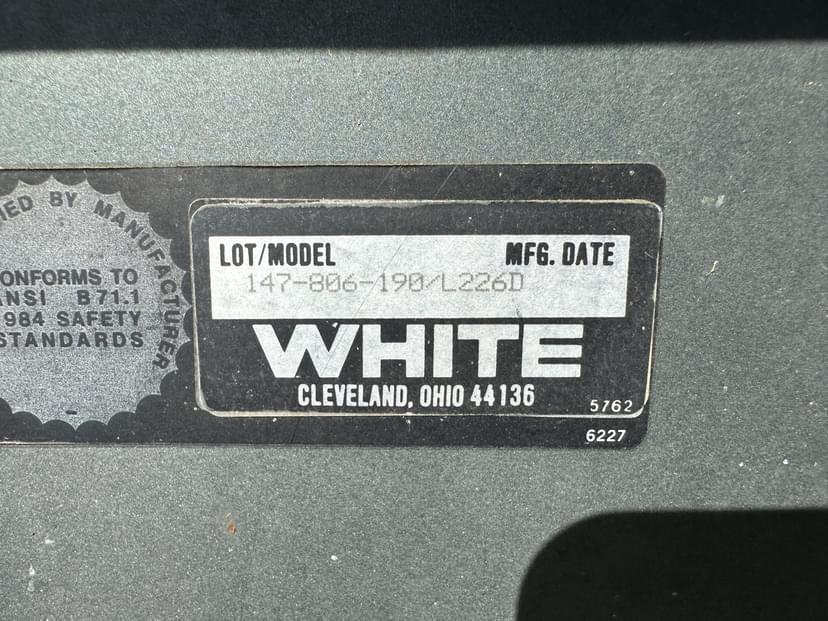 IED BY MANUFACTURER
ONFORMS TO
ANSI B71.1
984 SAFETY
STANDARDS
LOT/MODEL MFG. DATE
147-806-190/L226D
WHITE
CLEVELAND, OHIO 44136
5762
6227